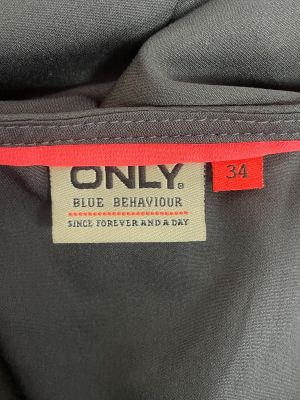 ONLY®
34
BLUE BEHAVIOUR
SINCE FOREVER AND A DAY